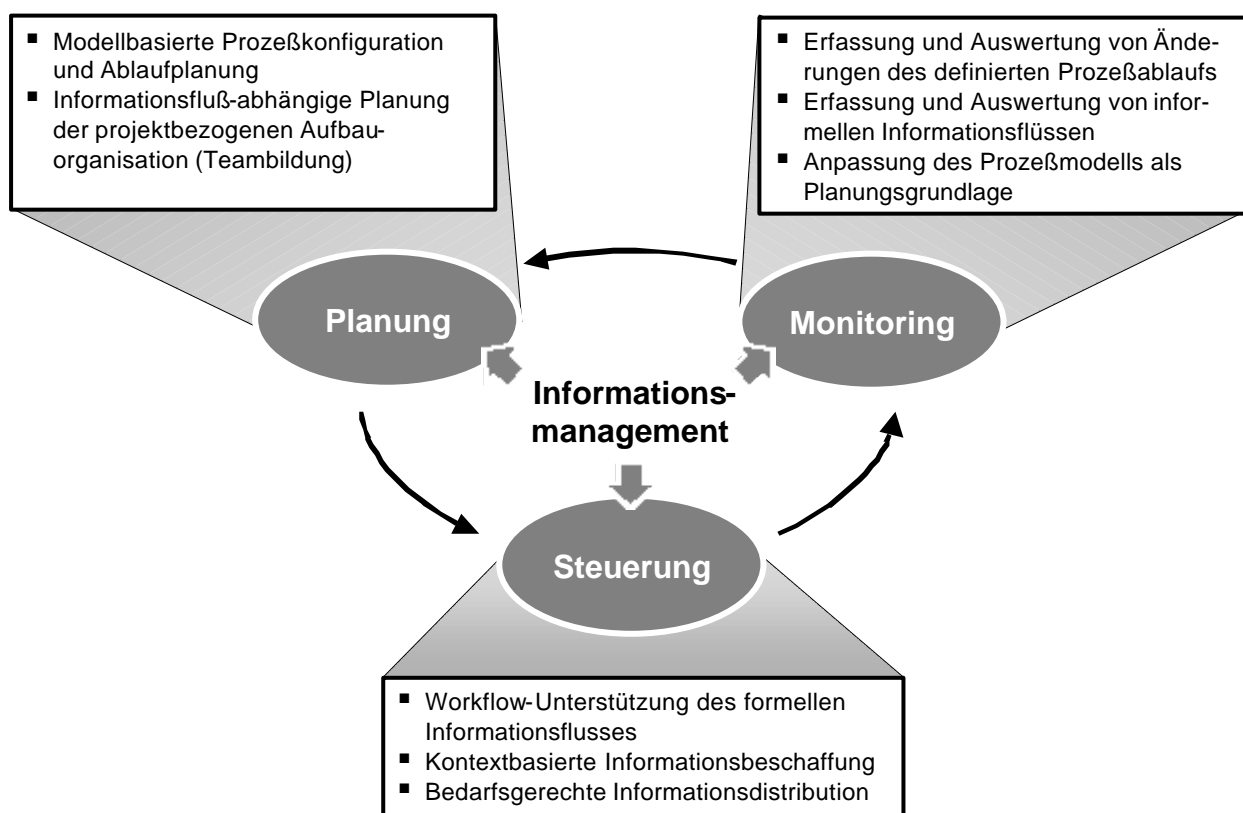 ▪ Modellbasierte Prozeßkonfiguration
und Ablaufplanung
▪ Informationsfluß-abhängige Planung
der projektbezogenen Aufbau-
organisation (Teambildung)
▪ Erfassung und Auswertung von Ände-
rungen des definierten Prozeßablaufs
▪ Erfassung und Auswertung von infor-
mellen Informationsflüssen
▪ Anpassung des Prozeßmodells als
Planungsgrundlage
Planung
Monitoring
Informations-
management
Steuerung
▪ Workflow-Unterstützung des formellen
Informationsflusses
▪ Kontextbasierte Informationsbeschaffung
▪ Bedarfsgerechte Informationsdistribution